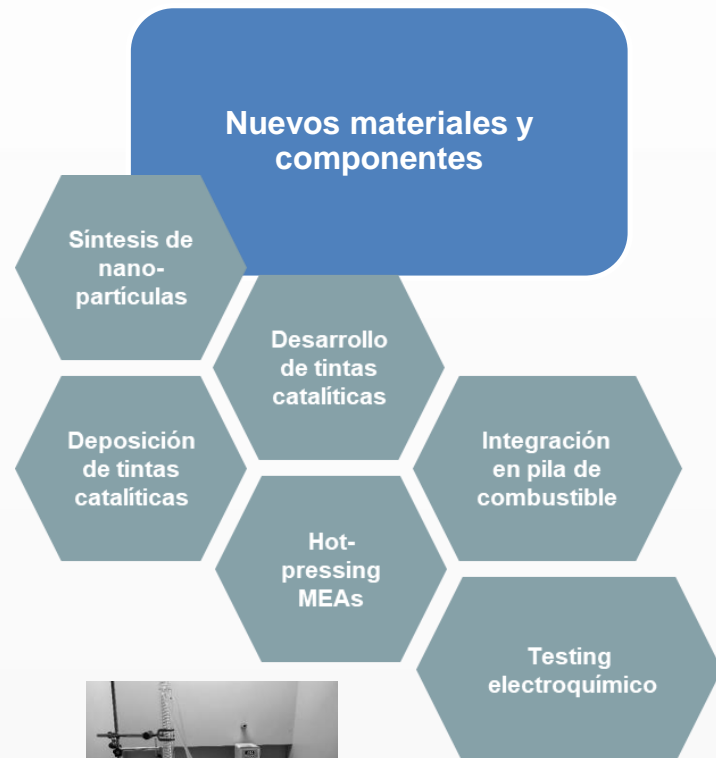 Nuevos materiales y
componentes
Síntesis de
nano-
partículas
Desarrollo
de tintas
catalíticas
Deposición
de tintas
catalíticas
Integración
en pila de
combustible
Hot-
pressing
MEAs
Testing
electroquímico